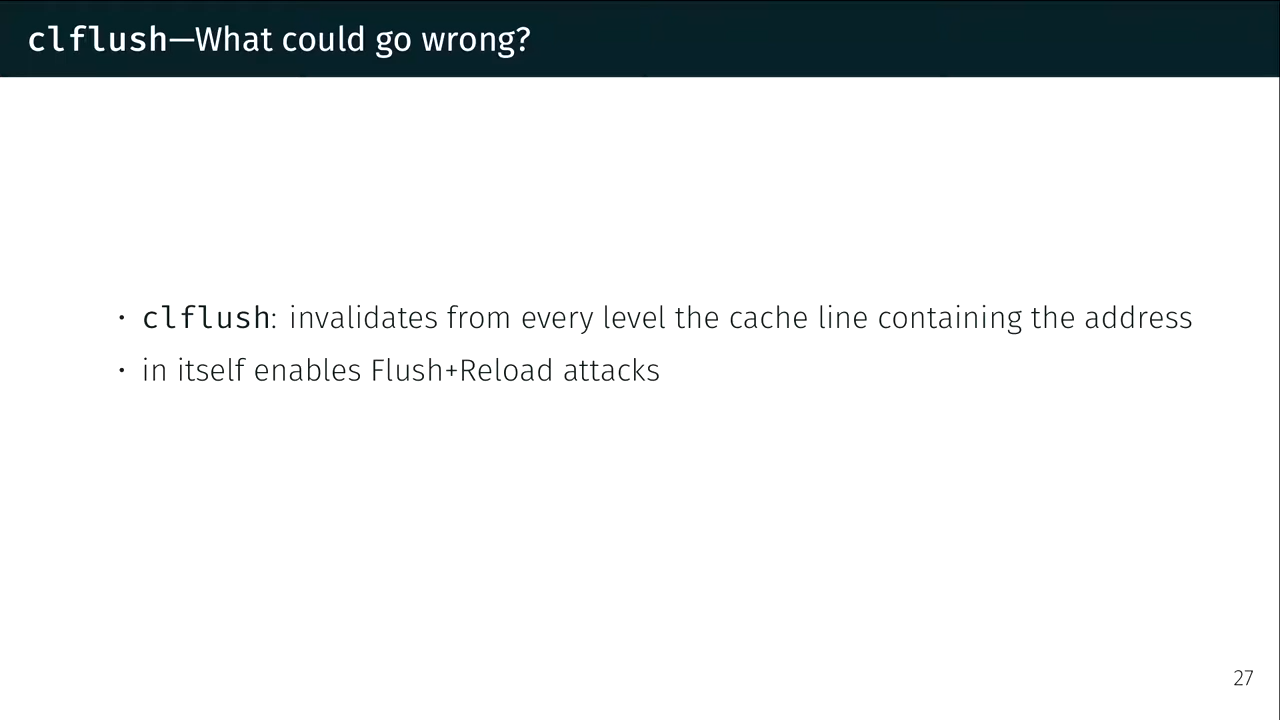 clflush—What could go wrong?
· clflush: invalidates from every level the cache line containing the address
· in itself enables Flush+Reload attacks
27